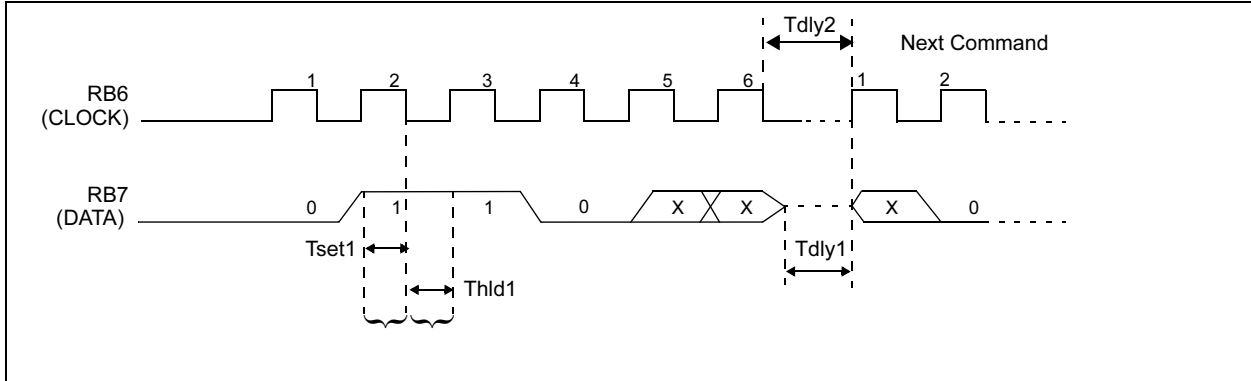 Tdly2
Next Command
1 2 3 4 5 6 1 2
RB6
(CLOCK)
RB7
(DATA)
0 1 1 0 X X X 0
Tset1
Tdly1
Thld1